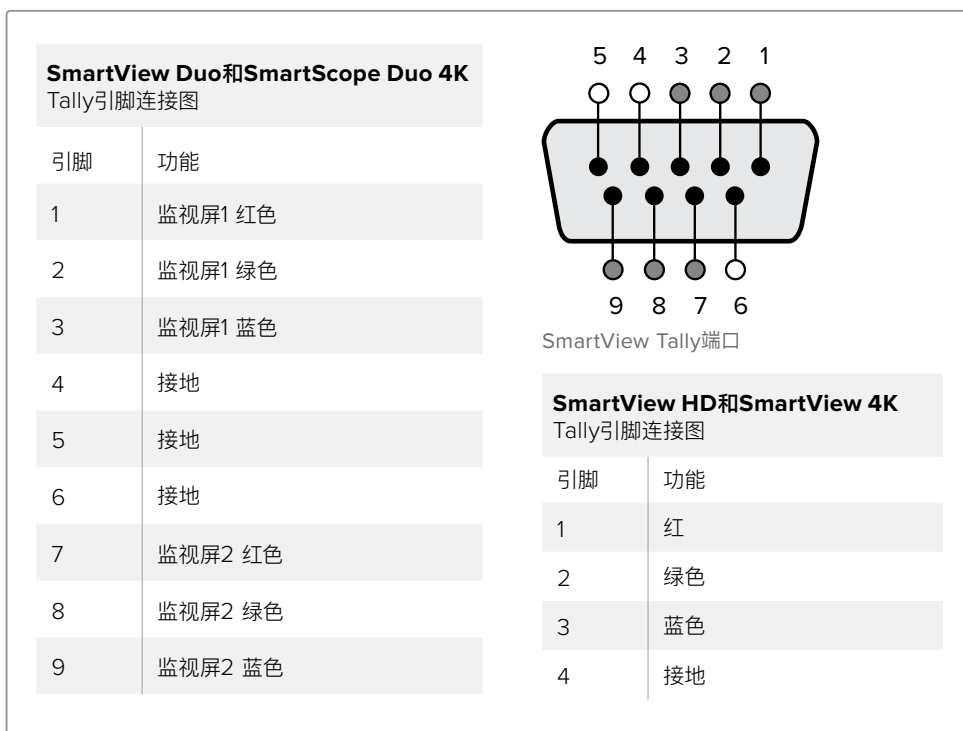 SmartView Duo和SmartScope Duo 4K
Tally引脚连接图
引脚 功能
1 监视屏1 红色
2 监视屏1 绿色
3 监视屏1 蓝色
4 接地
5 接地
6 接地
7 监视屏2 红色
8 监视屏2 绿色
9 监视屏2 蓝色
5 4 3 2 1
9 8 7 6
SmartView Tally端口
SmartView HD和SmartView 4K
Tally引脚连接图
引脚 功能
1 红
2 绿色
3 蓝色
4 接地